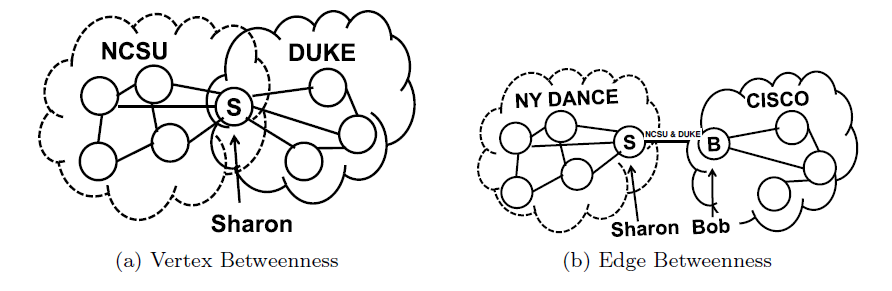 NCSU
DUKE
S
Sharon
(a) Vertex Betweenness
NY DANCE
CISCO
S
NCSU & DUKE
B
Sharon
Bob
(b) Edge Betweenness